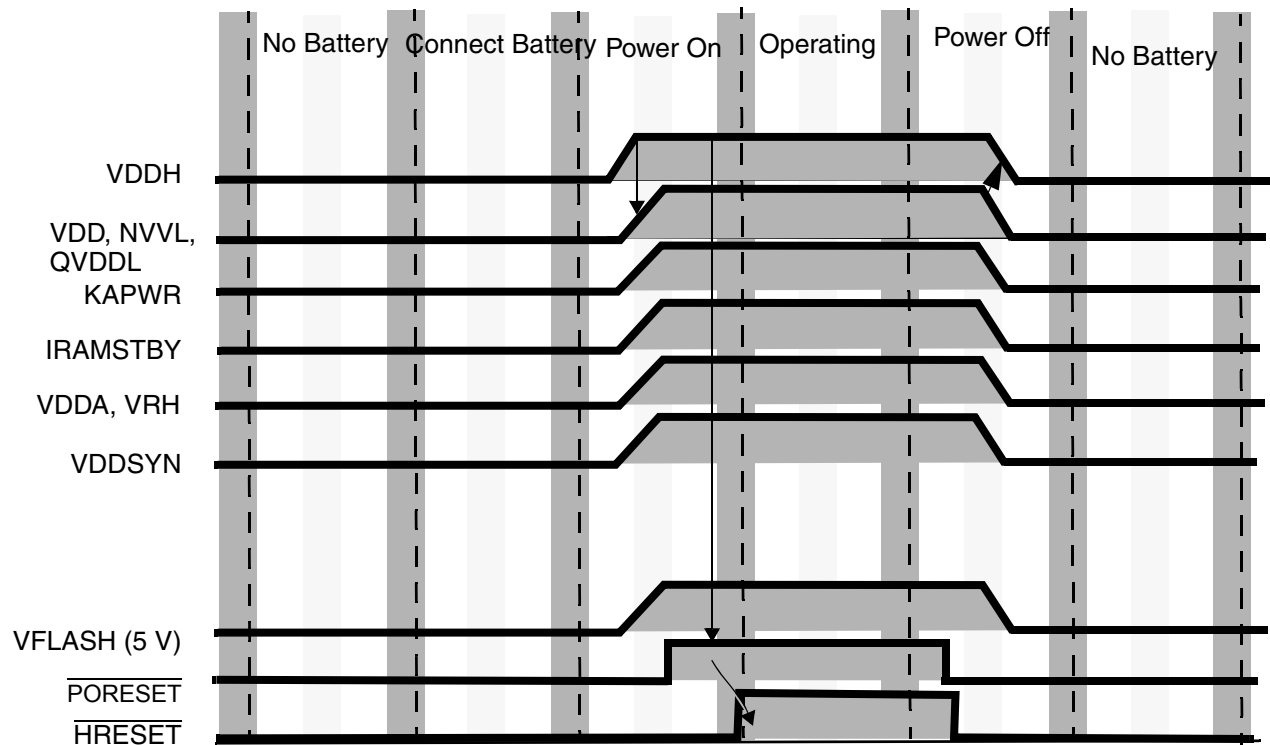 No Battery
Connect Battery
Power On
Operating
Power Off
No Battery
VDDH
VDD, NVVL,
QVDDL
KAPWR
IRAMSTBY
VDDA, VRH
VDDSYN
VFLASH (5 V)
PORESET
HRESET